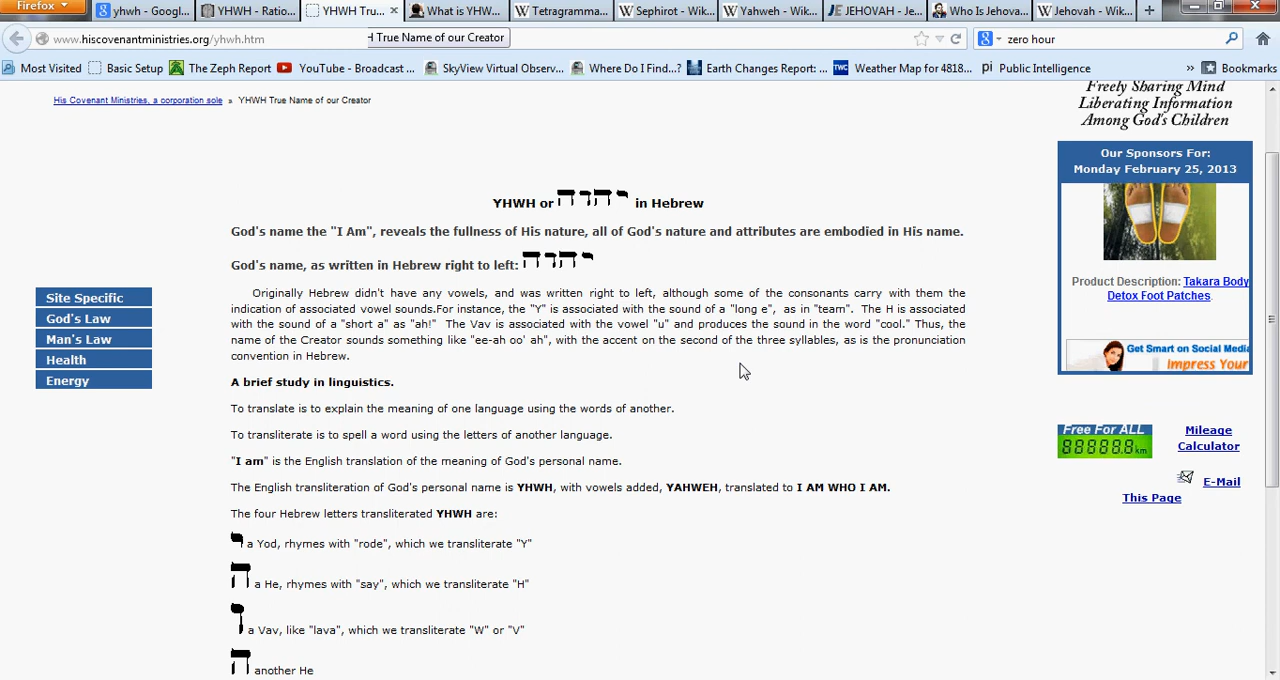 Firefox
yhwh - Googl...
YHWH - Ratio...
YHWH Tru...
What is YHW...
Tetragramma...
Sephirot - Wik...
Yahweh - Wik...
JEHOVAH - Je...
Who Is Jehova...
Jehovah - Wik...
www.hiscovenantministries.org/yhwh.htm
True Name of our Creator
zero hour
Most Visited
Basic Setup
The Zeph Report
YouTube - Broadcast ...
SkyView Virtual Observ...
Where Do I Find...?
Earth Changes Report: ...
Weather Map for 4818...
Public Intelligence
»
Bookmarks
His Covenant Ministries, a corporation sole » YHWH True Name of our Creator
Freely Sharing Mind
Liberating Information
Among God's Children
Our Sponsors For:
Monday February 25, 2013
Product Description: Takara Body
Detox Foot Patches.
Get Smart on Social Media
Impress Your
YHWH or יהוה in Hebrew
God's name the "I Am", reveals the fullness of His nature, all of God's nature and attributes are embodied in His name.
God's name, as written in Hebrew right to left: יהוה
Originally Hebrew didn't have any vowels, and was written right to left, although some of the consonants carry with them the
indication of associated vowel sounds.For instance, the "Y" is associated with the sound of a "long e", as in "team". The H is associated
with the sound of a "short a" as "ah!" The Vav is associated with the vowel "u" and produces the sound in the word "cool." Thus, the
name of the Creator sounds something like "ee-ah oo' ah", with the accent on the second of the three syllables, as is the pronunciation
convention in Hebrew.
A brief study in linguistics.
To translate is to explain the meaning of one language using the words of another.
To transliterate is to spell a word using the letters of another language.
"I am" is the English translation of the meaning of God's personal name.
The English transliteration of God's personal name is YHWH, with vowels added, YAHWEH, translated to I AM WHO I AM.
The four Hebrew letters transliterated YHWH are:
י a Yod, rhymes with "rode", which we transliterate "Y"
ה a He, rhymes with "say", which we transliterate "H"
ו a Vav, like "lava", which we transliterate "W" or "V"
ה another He
Site Specific
God's Law
Man's Law
Health
Energy
Free For ALL
88888.8 km
Mileage
Calculator
E-Mail
This Page